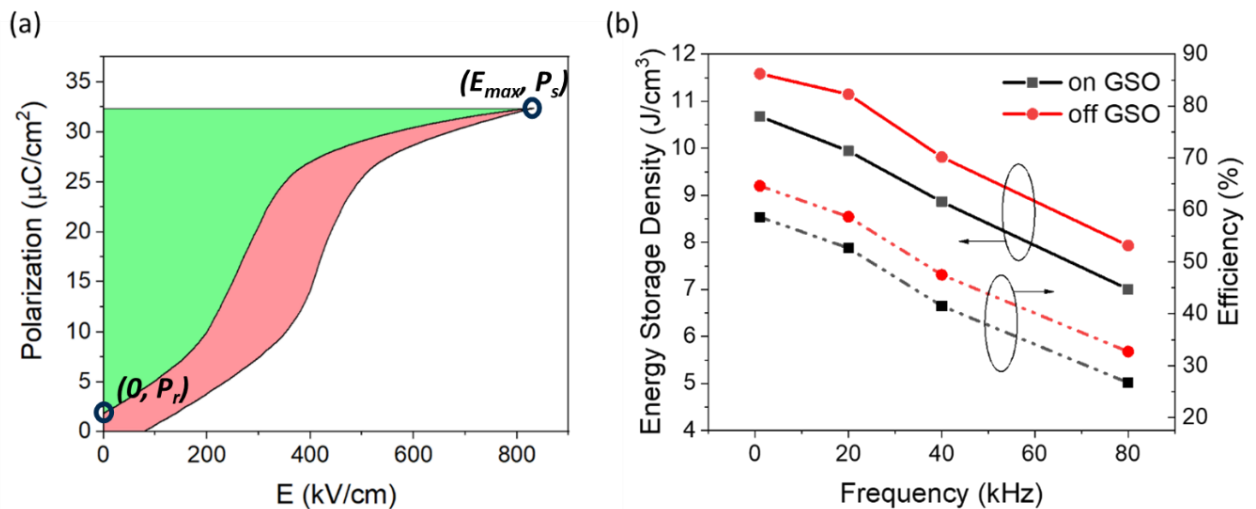 (a)
Polarization (μC/cm²)
35
30
25
20
15
10
5
0
(E_max, P_s)
(0, P_r)
0 200 400 600 800
E (kV/cm)
(b)
Energy Storage Density (J/cm³)
12
11
10
9
8
7
6
5
4
on GSO
off GSO
90
80
70
60
50
40
30
20
Efficiency (%)
0 20 40 60 80
Frequency (kHz)